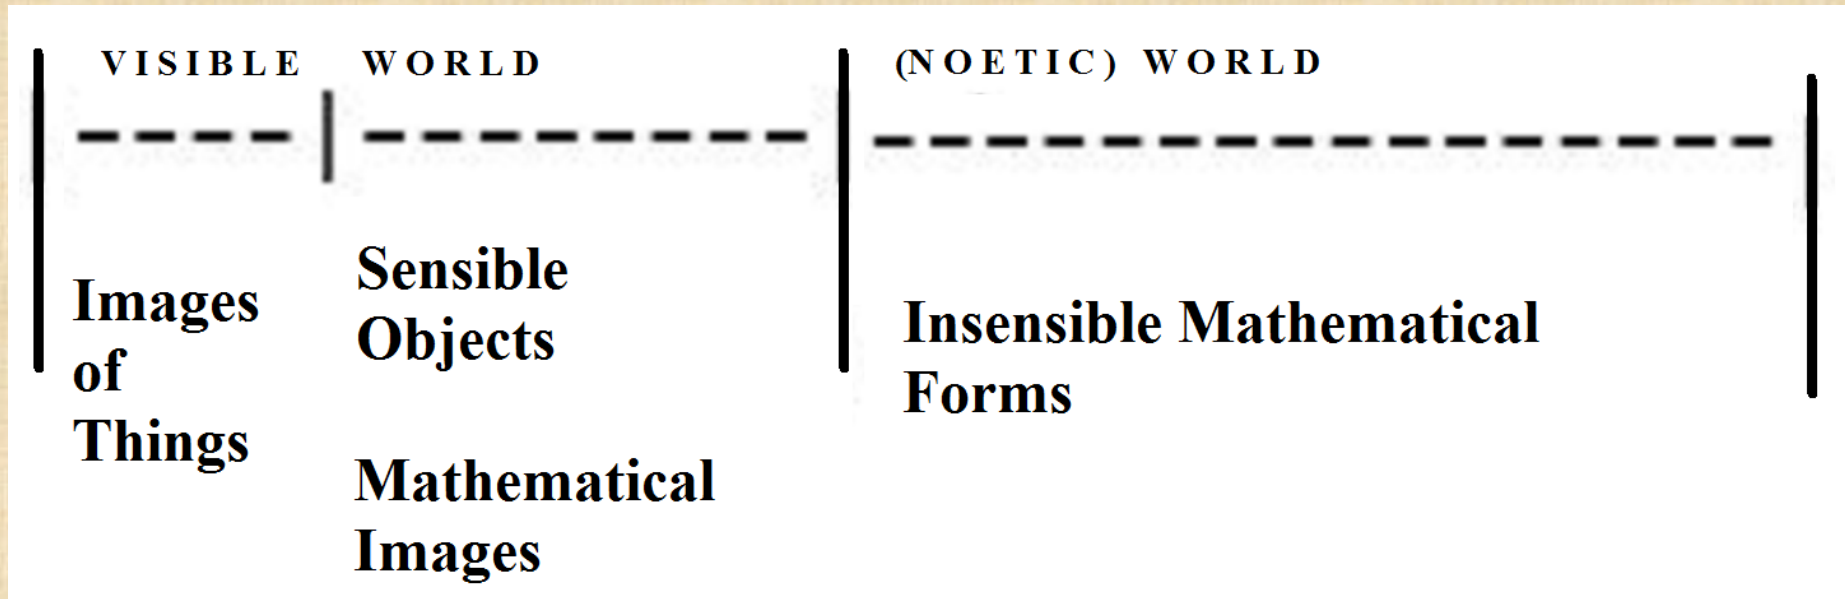 VISIBLE WORLD
(NOETIC) WORLD
Images
of
Things
Sensible
Objects
Mathematical
Images
Insensible Mathematical
Forms